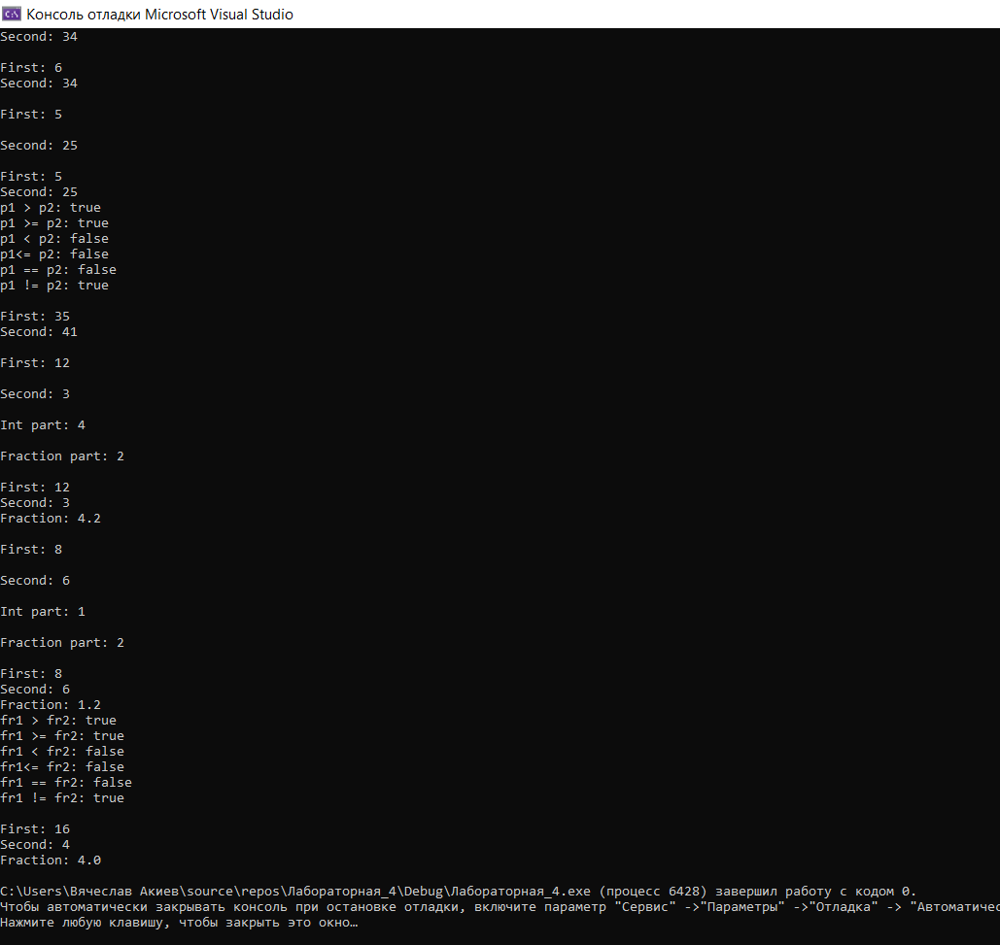 Консоль отладки Microsoft Visual Studio
Second: 34
First: 6
Second: 34
First: 5
Second: 25
First: 5
Second: 25
p1 > p2: true
p1 >= p2: true
p1 < p2: false
p1<= p2: false
p1 == p2: false
p1 != p2: true
First: 35
Second: 41
First: 12
Second: 3
Int part: 4
Fraction part: 2
First: 12
Second: 3
Fraction: 4.2
First: 8
Second: 6
Int part: 1
Fraction part: 2
First: 8
Second: 6
Fraction: 1.2
fr1 > fr2: true
fr1 >= fr2: true
fr1 < fr2: false
fr1<= fr2: false
fr1 == fr2: false
fr1 != fr2: true
First: 16
Second: 4
Fraction: 4.0
C:\Users\Вячеслав Акиев\source\repos\Лабораторная_4\Debug\Лабораторная_4.exe (процесс 6428) завершил работу с кодом 0.
Чтобы автоматически закрывать консоль при остановке отладки, включите параметр "Сервис" ->"Параметры" ->"Отладка" -> "Автоматичес
Нажмите любую клавишу, чтобы закрыть это окно…